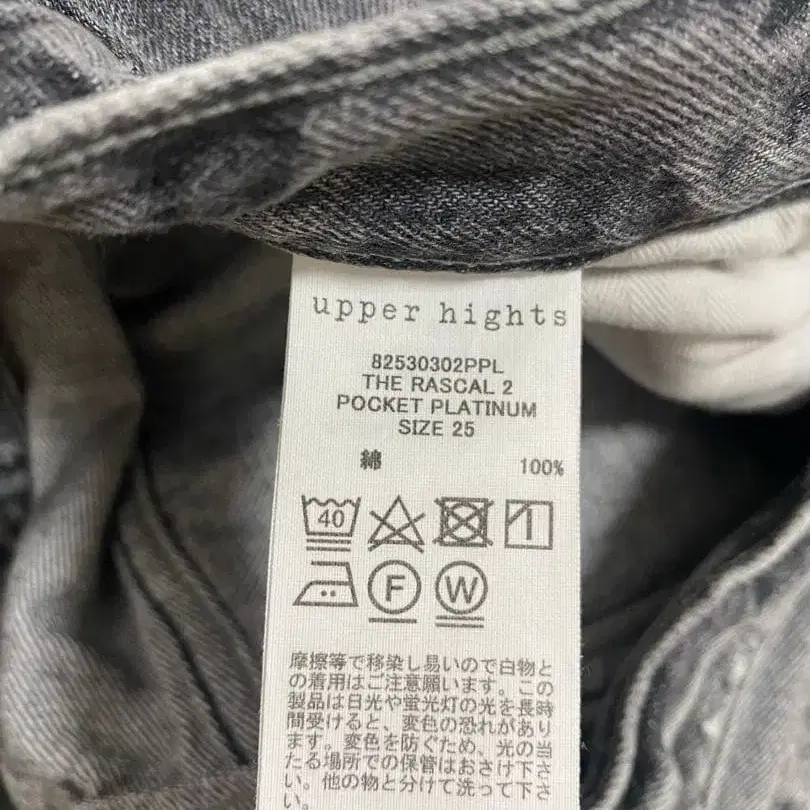 upper hights
82530302PPL
THE RASCAL 2
POCKET PLATINUM
SIZE 25
綿 100%
40
F W
摩擦等で移染し易いので白物と
の着用はご注意願います。この
製品は日光や蛍光灯の光を長時
間受けると、変色の恐れがあり
ます。変色を防ぐため、光の当
たる場所での保管はおさけ下さ
い。他の物と分けて洗って下さ
い。